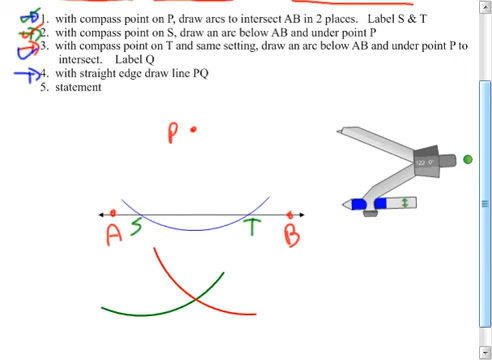 1. with compass point on P, draw arcs to intersect AB in 2 places. Label S & T
2. with compass point on S, draw an arc below AB and under point P
3. with compass point on T and same setting, draw an arc below AB and under point P to
intersect. Label Q
4. with straight edge draw line PQ
5. statement
P
A S T B